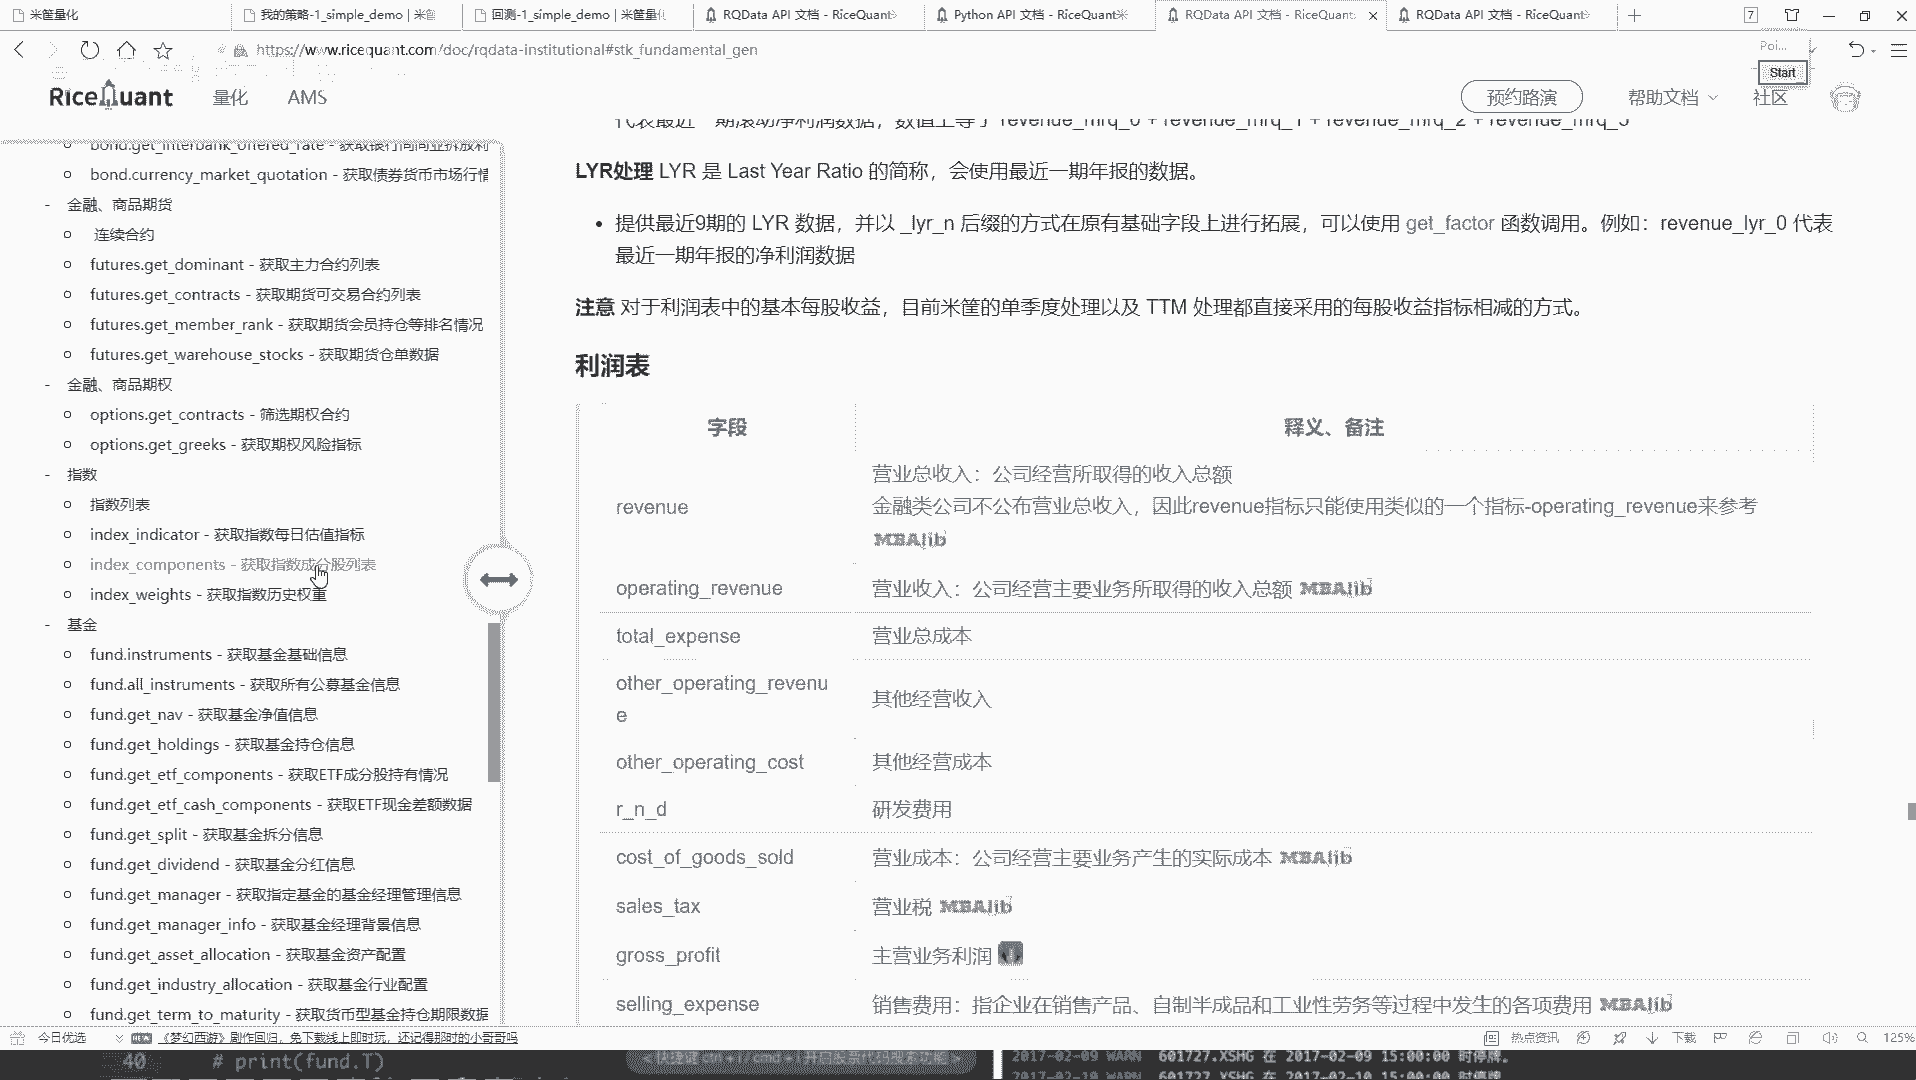 米筐量化
我的策略-1_simple_demo | 米筐
回测-1_simple_demo | 米筐量化
RQData API 文档 - RiceQuant
Python API 文档 - RiceQuant米
RQData API 文档 - RiceQuant
RQData API 文档 - RiceQuant
7
https://www.ricequant.com/doc/rqdata-institutional#stk_fundamental_gen
Poi...
Start
RiceQuant
量化
AMS
预约路演
帮助文档
社区
bond.get_interbank_offered_rate - 获取银行间同业拆放利
bond.currency_market_quotation - 获取债券货币市场行情
- 金融、商品期货
连续合约
futures.get_dominant - 获取主力合约列表
futures.get_contracts - 获取期货可交易合约列表
futures.get_member_rank - 获取期货会员持仓等排名情况
futures.get_warehouse_stocks - 获取期货仓单数据
- 金融、商品期权
options.get_contracts - 筛选期权合约
options.get_greeks - 获取期权风险指标
- 指数
指数列表
index_indicator - 获取指数每日估值指标
index_components - 获取指数成分股列表
index_weights - 获取指数历史权重
- 基金
fund.instruments - 获取基金基础信息
fund.all_instruments - 获取所有公募基金信息
fund.get_nav - 获取基金净值信息
fund.get_holdings - 获取基金持仓信息
fund.get_etf_components - 获取ETF成分股持有情况
fund.get_etf_cash_components - 获取ETF现金差额数据
fund.get_split - 获取基金拆分信息
fund.get_dividend - 获取基金分红信息
fund.get_manager - 获取指定基金的基金经理管理信息
fund.get_manager_info - 获取基金经理背景信息
fund.get_asset_allocation - 获取基金资产配置
fund.get_industry_allocation - 获取基金行业配置
fund.get_term_to_maturity - 获取货币型基金持仓期限数据
代表最近一期滚动净利润数据，数值上等于 revenue_mrq_0 + revenue_mrq_1 + revenue_mrq_2 + revenue_mrq_3
LYR处理 LYR 是 Last Year Ratio 的简称，会使用最近一期年报的数据。
• 提供最近9期的 LYR 数据，并以 _lyr_n 后缀的方式在原有基础字段上进行拓展，可以使用 get_factor 函数调用。例如：revenue_lyr_0 代表
最近一期年报的净利润数据
注意 对于利润表中的基本每股收益，目前米筐的单季度处理以及 TTM 处理都直接采用的每股收益指标相减的方式。
利润表
字段 释义、备注
营业总收入：公司经营所取得的收入总额
revenue 金融类公司不公布营业总收入，因此revenue指标只能使用类似的一个指标-operating_revenue来参考
MBAlib
operating_revenue 营业收入：公司经营主要业务所取得的收入总额 MBAlib
total_expense 营业总成本
other_operating_revenu
e 其他经营收入
other_operating_cost 其他经营成本
r_n_d 研发费用
cost_of_goods_sold 营业成本：公司经营主要业务产生的实际成本 MBAlib
sales_tax 营业税 MBAlib
gross_profit 主营业务利润
selling_expense 销售费用：指企业在销售产品、自制半成品和工业性劳务等过程中发生的各项费用 MBAlib
今日优选
NEW 《梦幻西游》剧作回归，免下载线上即时玩，还记得那时的小哥哥吗
热点资讯
下载
125%
40 # print(fund.T)
<快捷键 ctrl + i / cmd + i 开启股票代码搜索功能>
2017-02-09 WARN 601727.XSHG 在 2017-02-09 15:00:00 时停牌。
2017-02-10 WARN 601727.XSHG 在 2017-02-10 15:00:00 时停牌。